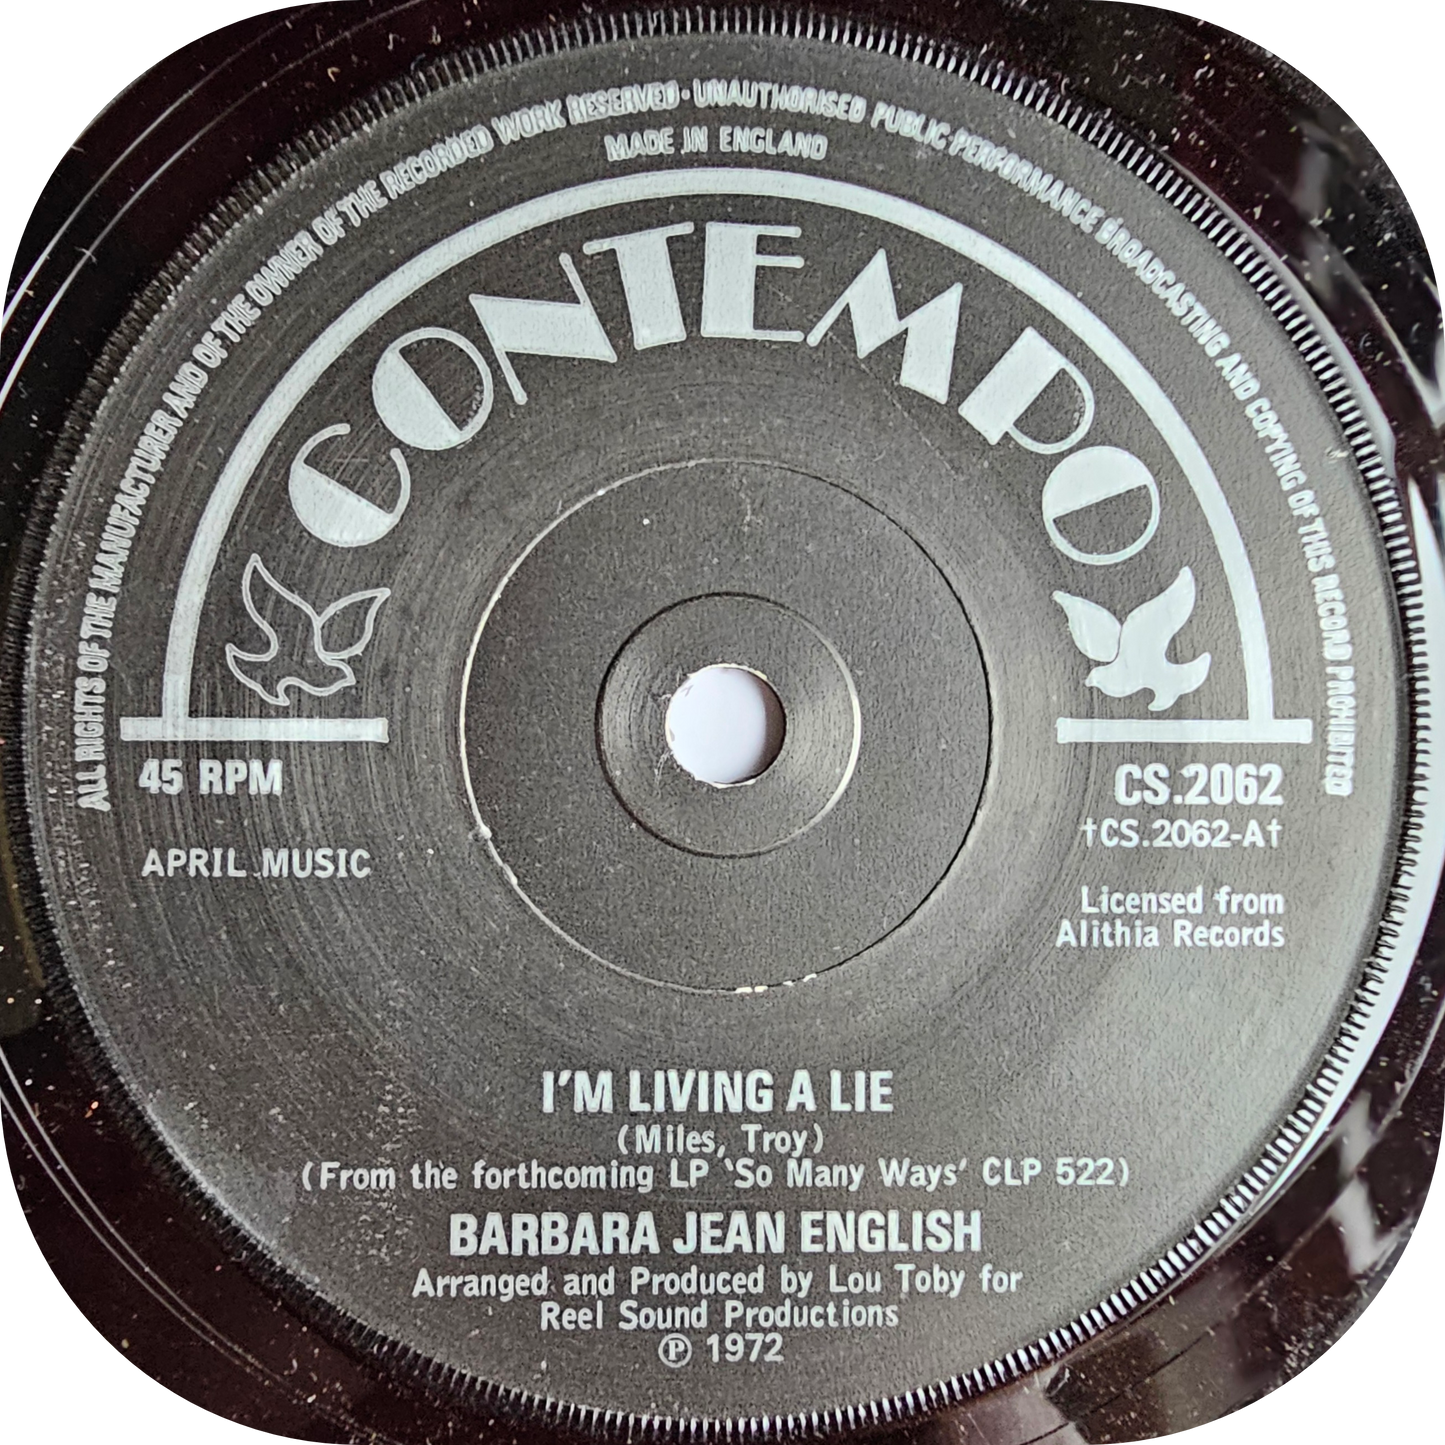 ALL RIGHTS OF THE MANUFACTURER AND OF THE OWNER OF THE RECORDED WORK RESERVED · UNAUTHORISED PUBLIC PERFORMANCE BROADCASTING AND COPYING OF THIS RECORD PROHIBITED
MADE IN ENGLAND
CONTEMPO
45 RPM
CS.2062
†CS.2062-A†
APRIL MUSIC
Licensed from
Alithia Records
I'M LIVING A LIE
(Miles, Troy)
(From the forthcoming LP 'So Many Ways' CLP 522)
BARBARA JEAN ENGLISH
Arranged and Produced by Lou Toby for
Reel Sound Productions
℗ 1972